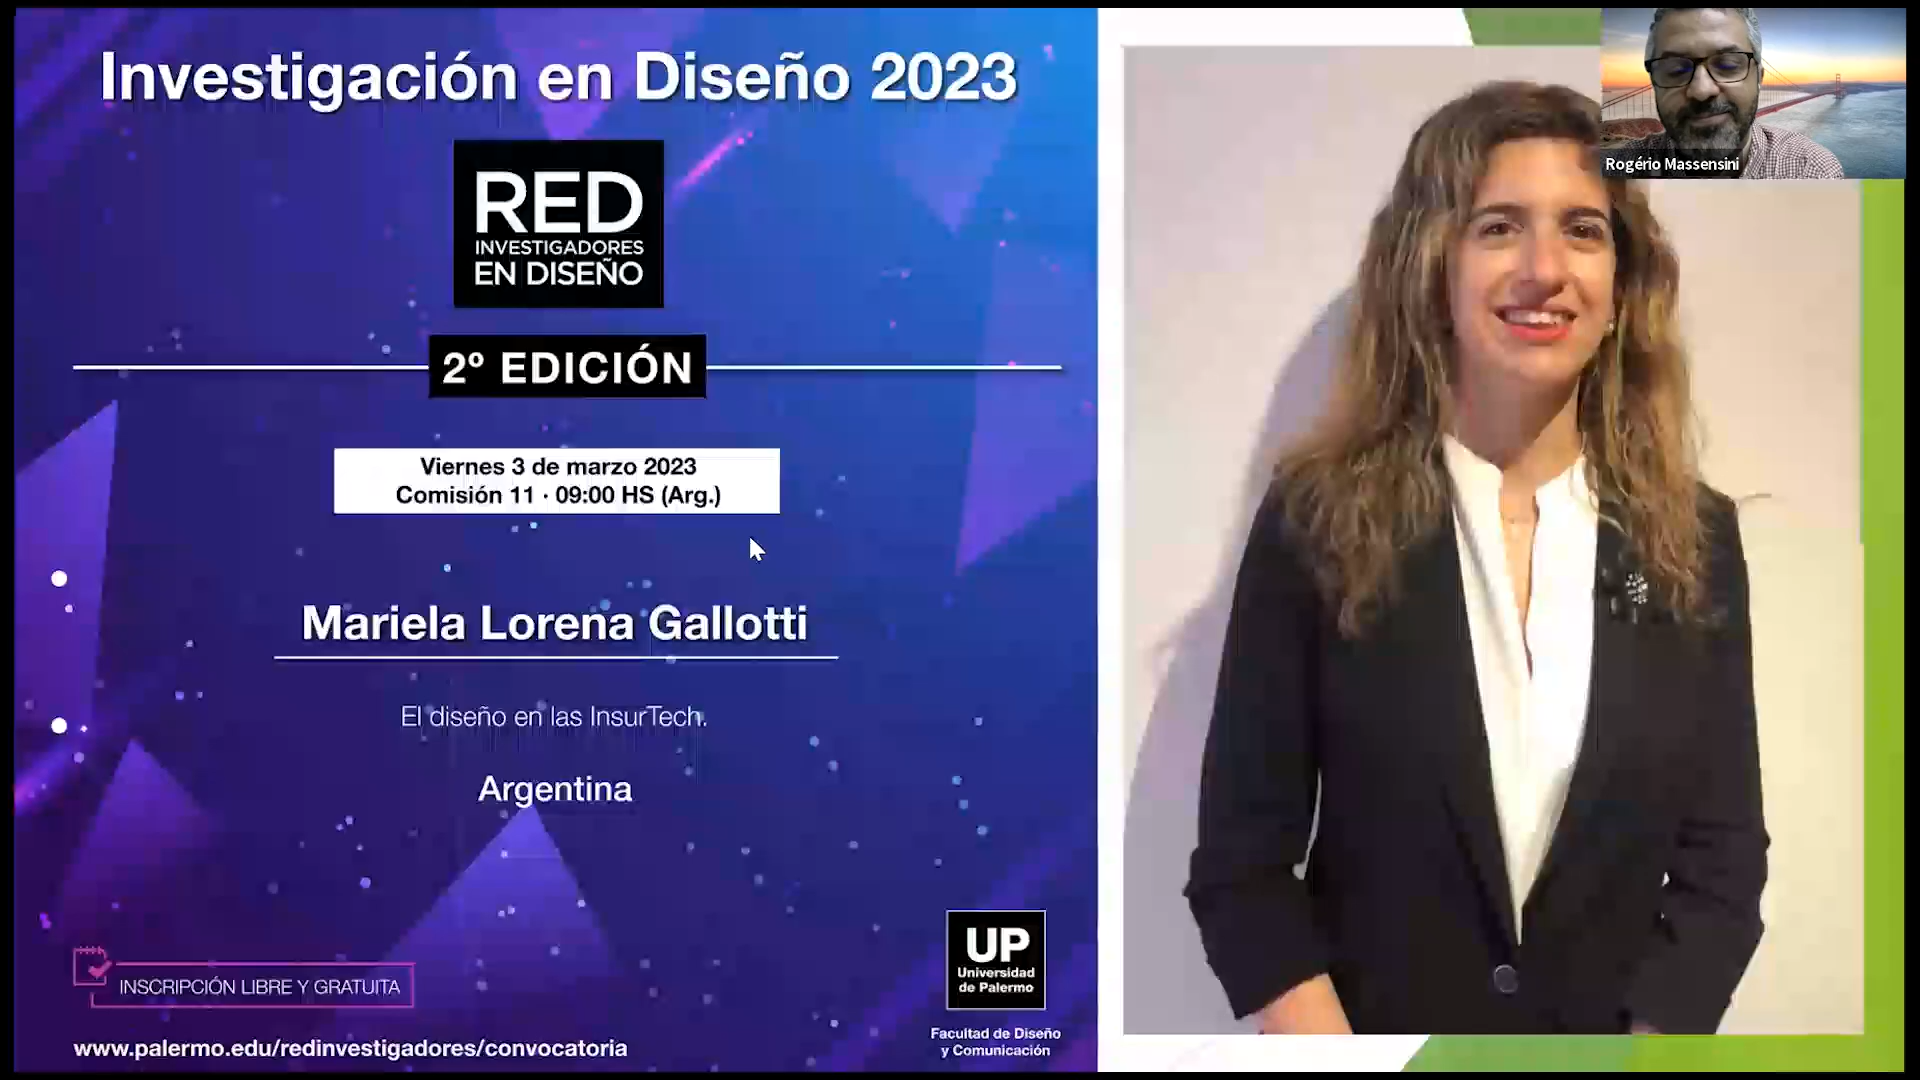 Investigación en Diseño 2023
RED
INVESTIGADORES
EN DISEÑO
2º EDICIÓN
Viernes 3 de marzo 2023
Comisión 11 · 09:00 HS (Arg.)
Mariela Lorena Gallotti
El diseño en las InsurTech.
Argentina
INSCRIPCIÓN LIBRE Y GRATUITA
www.palermo.edu/redinvestigadores/convocatoria
UP
Universidad
de Palermo
Facultad de Diseño
y Comunicación
Rogério Massensini